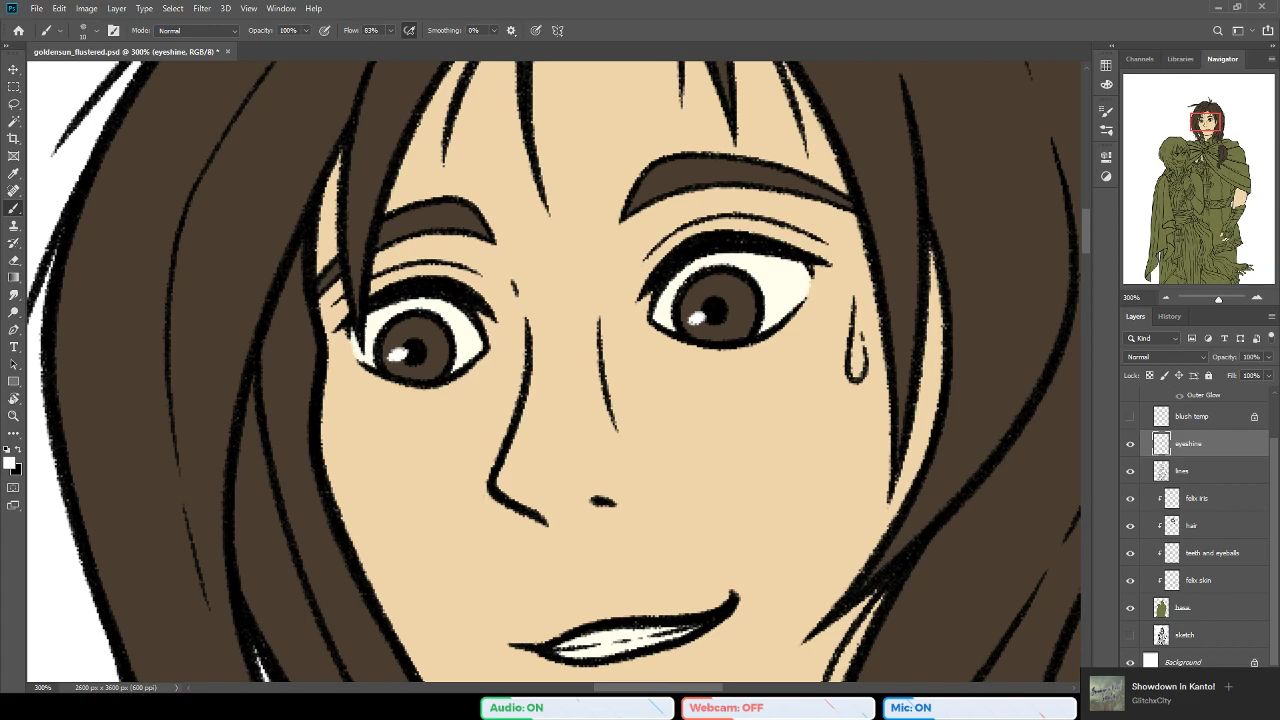 Ps File Edit Image Layer Type Select Filter 3D View Window Help
10 Mode: Normal Opacity: 100% Flow: 83% Smoothing: 0%
goldensun_flustered.psd @ 300% (eyeshine, RGB/8) * ×
Channels Libraries Navigator
300%
Layers History
Kind
Normal Opacity: 100%
Lock: Fill: 100%
Outer Glow
blush temp
eyeshine
lines
felix iris
hair
teeth and eyeballs
felix skin
base
sketch
Background
300% 2600 px x 3600 px (600 ppi)
Showdown In Kanto!
GlitchxCity
Audio: ON Webcam: OFF Mic: ON